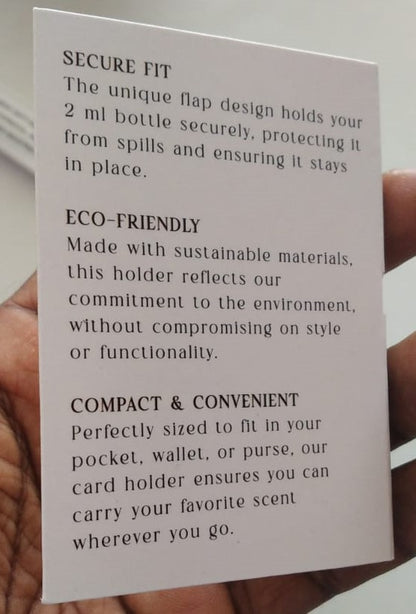 SECURE FIT
The unique flap design holds your
2 ml bottle securely, protecting it
from spills and ensuring it stays
in place.
ECO-FRIENDLY
Made with sustainable materials,
this holder reflects our
commitment to the environment,
without compromising on style
or functionality.
COMPACT & CONVENIENT
Perfectly sized to fit in your
pocket, wallet, or purse, our
card holder ensures you can
carry your favorite scent
wherever you go.